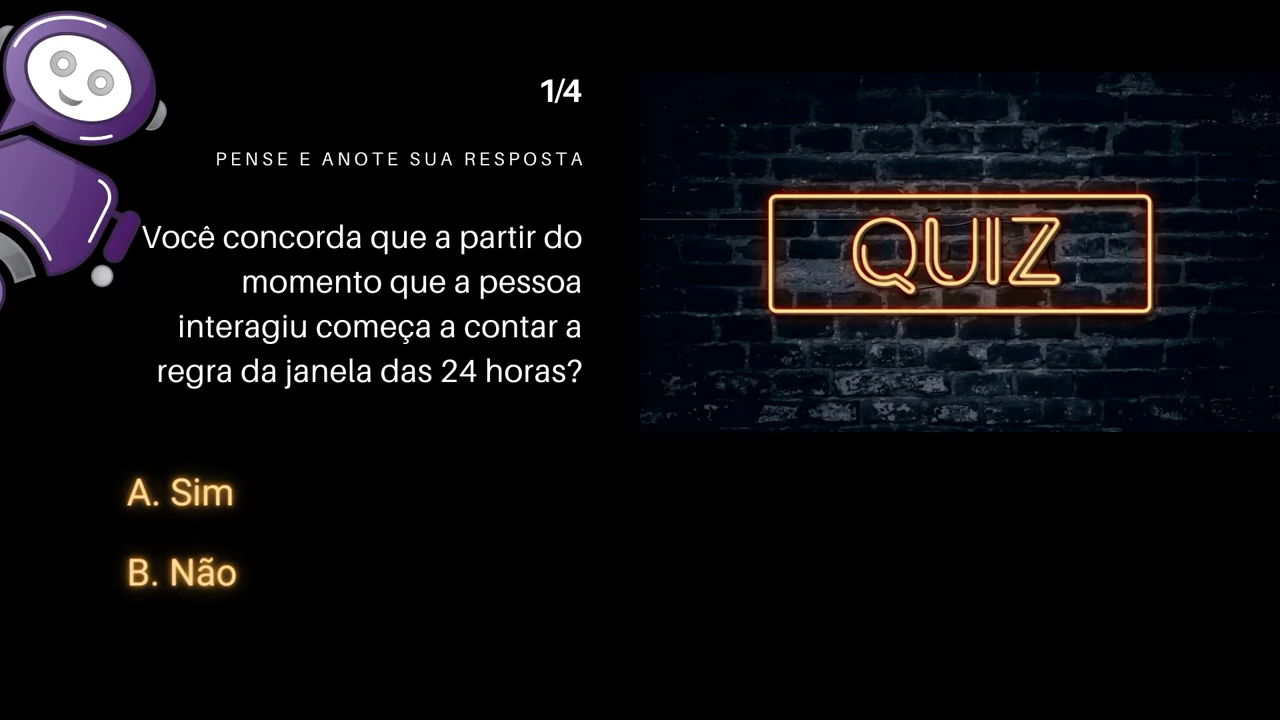 1/4
PENSE E ANOTE SUA RESPOSTA
Você concorda que a partir do
momento que a pessoa
interagiu começa a contar a
regra da janela das 24 horas?
A. Sim
B. Não
QUIZ